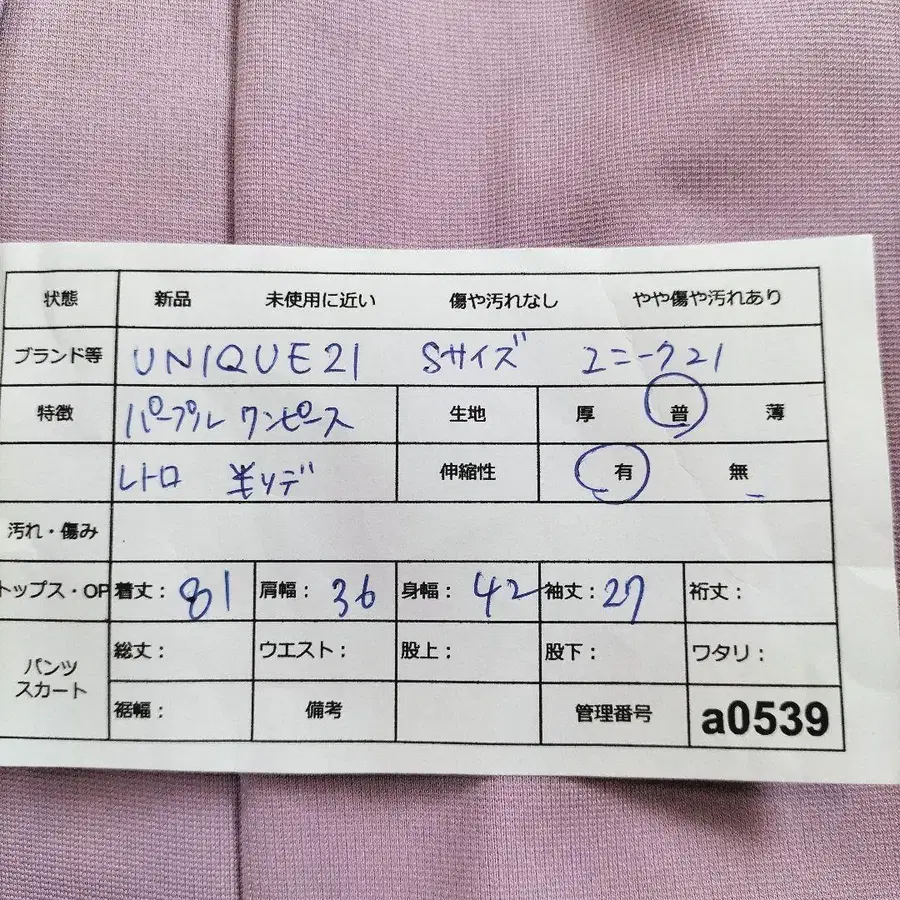 状態 新品 未使用に近い 傷や汚れなし やや傷や汚れあり
ブランド等 UNIQUE21 Sサイズ ユニーク21
特徴 パープル ワンピース 生地 厚 普 薄
レトロ 半ソデ 伸縮性 有 無
汚れ・傷み
トップス・OP 着丈：81 肩幅：36 身幅：42 袖丈：27 裄丈：
パンツ スカート 総丈： ウエスト： 股上： 股下： ワタリ：
裾幅： 備考 管理番号 a0539